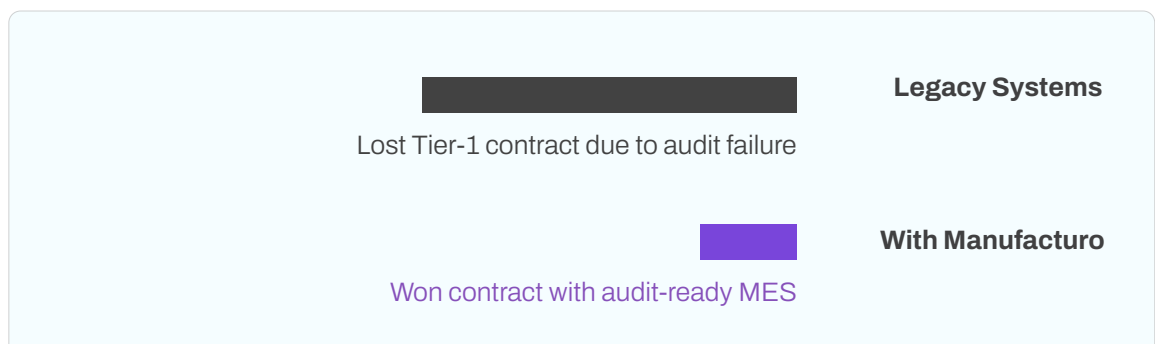 Legacy Systems
Lost Tier-1 contract due to audit failure
With Manufacturo
Won contract with audit-ready MES